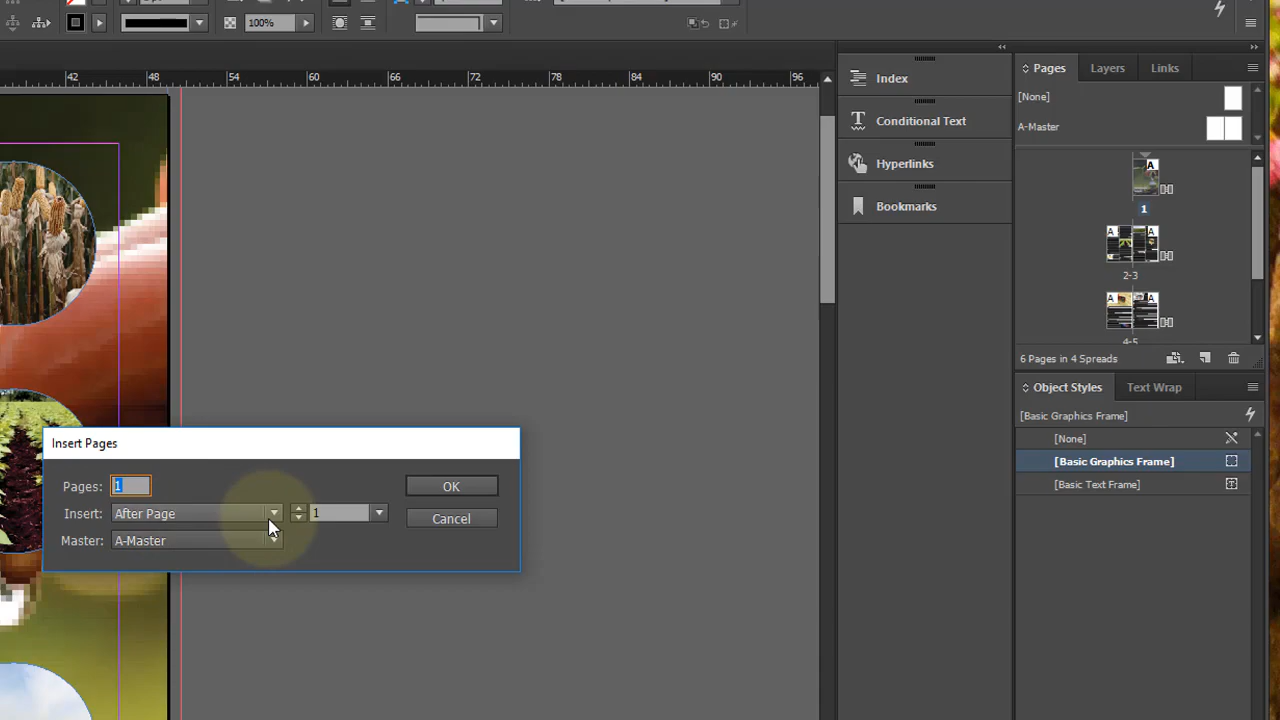 100%
42 48 54 60 66 72 78 84 90 96
Index
Conditional Text
Hyperlinks
Bookmarks
Pages Layers Links
[None]
A-Master
A
1
A A
2-3
A A
4-5
6 Pages in 4 Spreads
Object Styles Text Wrap
[Basic Graphics Frame]
[None]
[Basic Graphics Frame]
[Basic Text Frame]
Insert Pages
Pages: 1 OK
Insert: After Page 1 Cancel
Master: A-Master